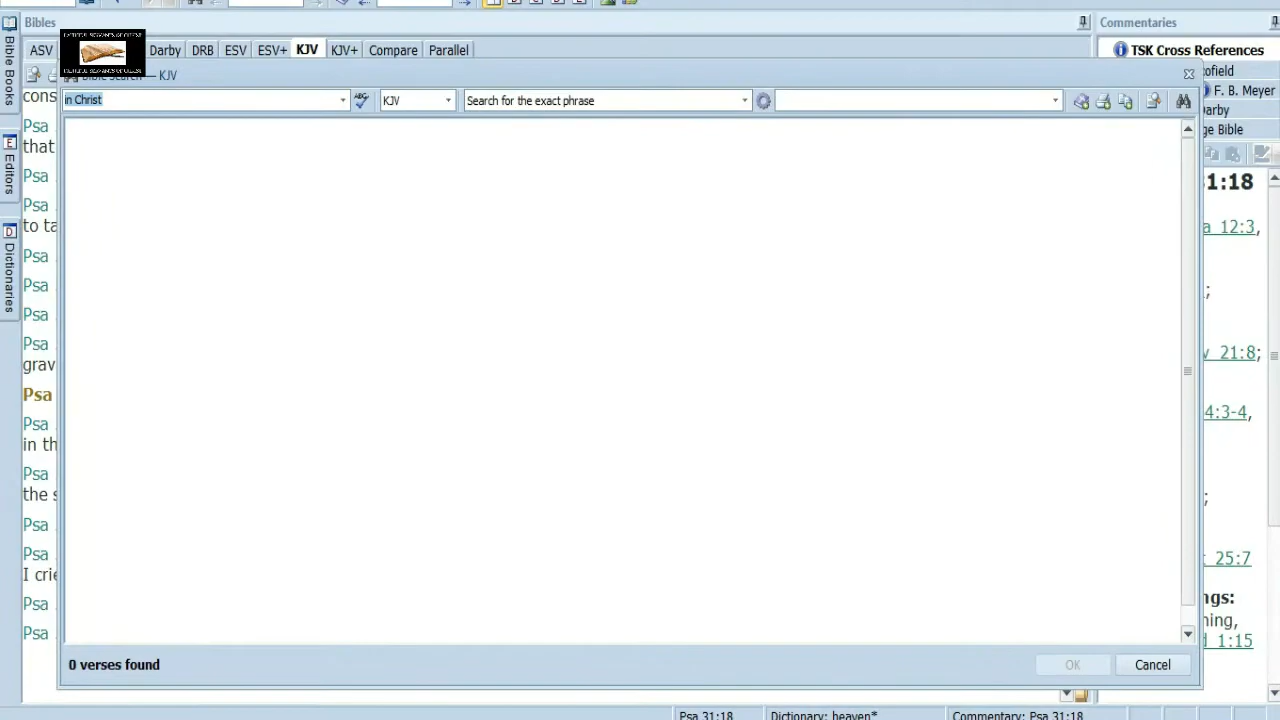 Bibles
Commentaries
ASV
Darby
DRB
ESV
ESV+
KJV
KJV+
Compare
Parallel
TSK Cross References
Bible Search — KJV
ofield
F. B. Meyer
arby
ge Bible
in Christ
KJV
Search for the exact phrase
Bible Books
Editors
Dictionaries
cons
Psa
that
Psa
Psa
to ta
Psa
Psa
Psa
Psa
grav
Psa
Psa
in th
Psa
the s
Psa
Psa
I crie
Psa
Psa
1:18
a 12:3,
;
v 21:8;
4:3-4,
;
25:7
ngs:
ning,
d 1:15
0 verses found
OK
Cancel
Psa 31:18
Dictionary: heaven*
Commentary: Psa 31:18